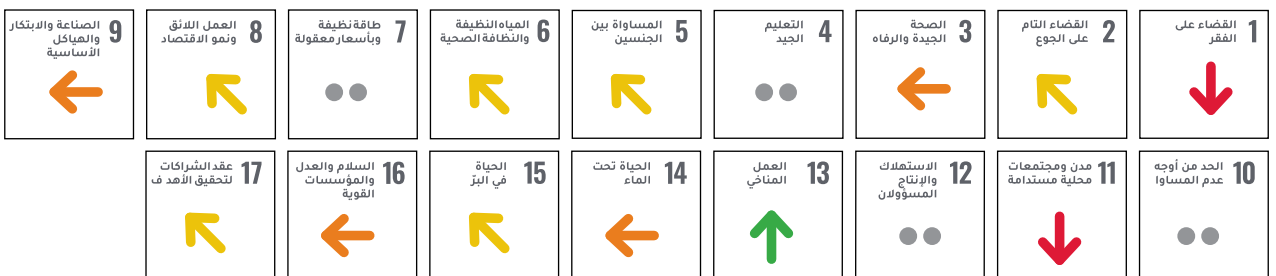 1 القضاء على
الفقر
2 القضاء التام
على الجوع
3 الصحة
الجيدة والرفاه
4 التعليم
الجيد
5 المساواة بين
الجنسين
6 المياه النظيفة
والنظافة الصحية
7 طاقة نظيفة
وبأسعار معقولة
8 العمل اللائق
ونمو الاقتصاد
9 الصناعة والابتكار
والهياكل
الأساسية
10 الحد من أوجه
عدم المساوا
11 مدن ومجتمعات
محلية مستدامة
12 الاستهلاك
والإنتاج
المسؤولان
13 العمل
المناخي
14 الحياة تحت
الماء
15 الحياة
في البرّ
16 السلام والعدل
والمؤسسات
القوية
17 عقد الشراكات
لتحقيق الأهد ف